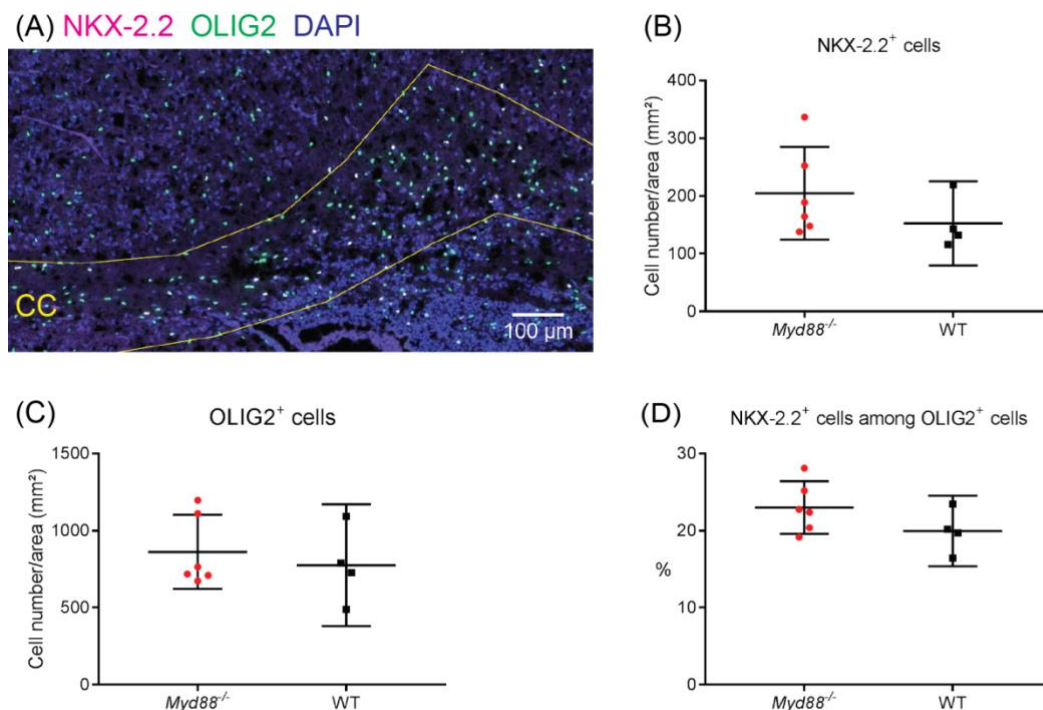 (A) NKX-2.2 OLIG2 DAPI
CC
100 µm
(B)
NKX-2.2⁺ cells
Cell number/area (mm²)
400
300
200
100
0
Myd88⁻/⁻
WT
(C)
OLIG2⁺ cells
Cell number/area (mm²)
1500
1000
500
0
Myd88⁻/⁻
WT
(D)
NKX-2.2⁺ cells among OLIG2⁺ cells
%
30
20
10
0
Myd88⁻/⁻
WT